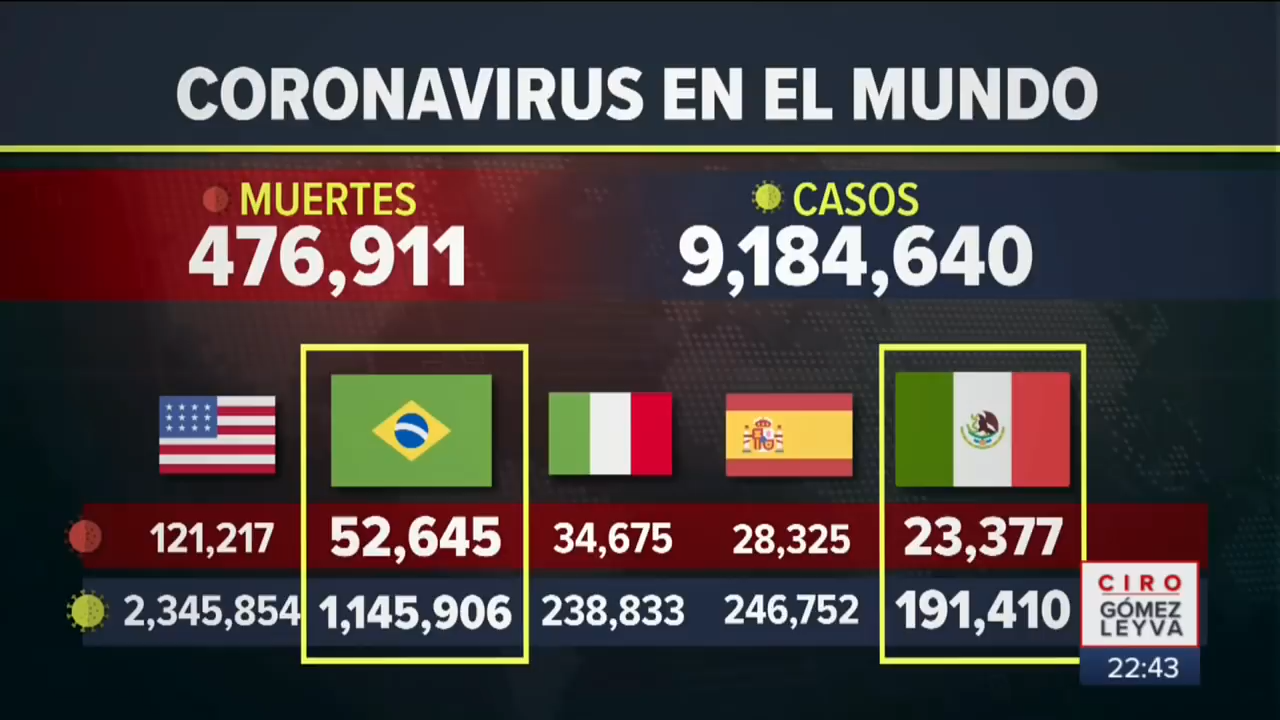 CORONAVIRUS EN EL MUNDO
MUERTES
476,911
CASOS
9,184,640
121,217 52,645 34,675 28,325 23,377
2,345,854 1,145,906 238,833 246,752 191,410
CIRO
GÓMEZ
LEYVA
22:43